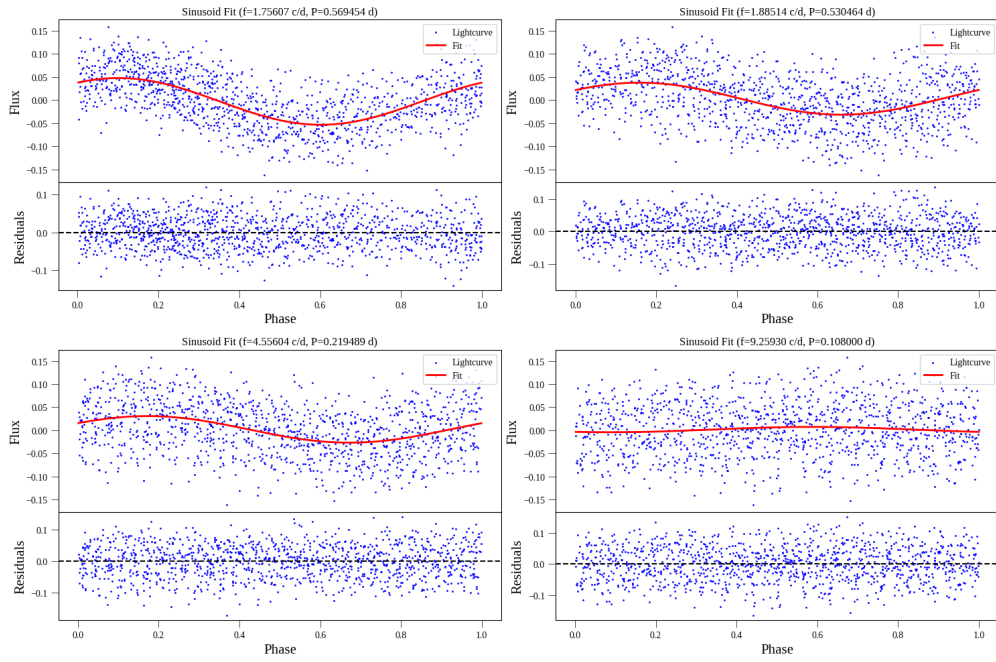 Sinusoid Fit (f=1.75607 c/d, P=0.569454 d)
Lightcurve
Fit
Flux
0.15
0.10
0.05
0.00
−0.05
−0.10
−0.15
Residuals
0.1
0.0
−0.1
0.0 0.2 0.4 0.6 0.8 1.0
Phase
Sinusoid Fit (f=1.88514 c/d, P=0.530464 d)
Lightcurve
Fit
Flux
0.15
0.10
0.05
0.00
−0.05
−0.10
−0.15
Residuals
0.1
0.0
−0.1
0.0 0.2 0.4 0.6 0.8 1.0
Phase
Sinusoid Fit (f=4.55604 c/d, P=0.219489 d)
Lightcurve
Fit
Flux
0.15
0.10
0.05
0.00
−0.05
−0.10
−0.15
Residuals
0.1
0.0
−0.1
0.0 0.2 0.4 0.6 0.8 1.0
Phase
Sinusoid Fit (f=9.25930 c/d, P=0.108000 d)
Lightcurve
Fit
Flux
0.15
0.10
0.05
0.00
−0.05
−0.10
−0.15
Residuals
0.1
0.0
−0.1
0.0 0.2 0.4 0.6 0.8 1.0
Phase